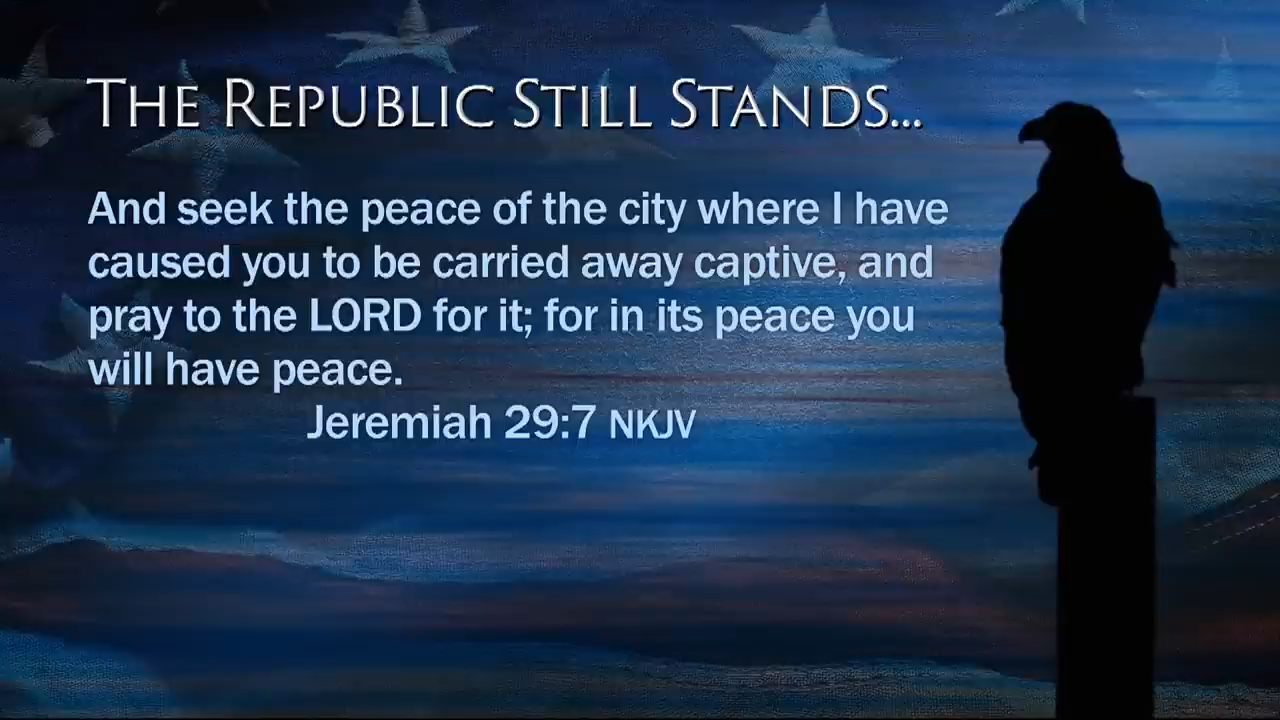 THE REPUBLIC STILL STANDS...
And seek the peace of the city where I have
caused you to be carried away captive, and
pray to the LORD for it; for in its peace you
will have peace.
Jeremiah 29:7 NKJV